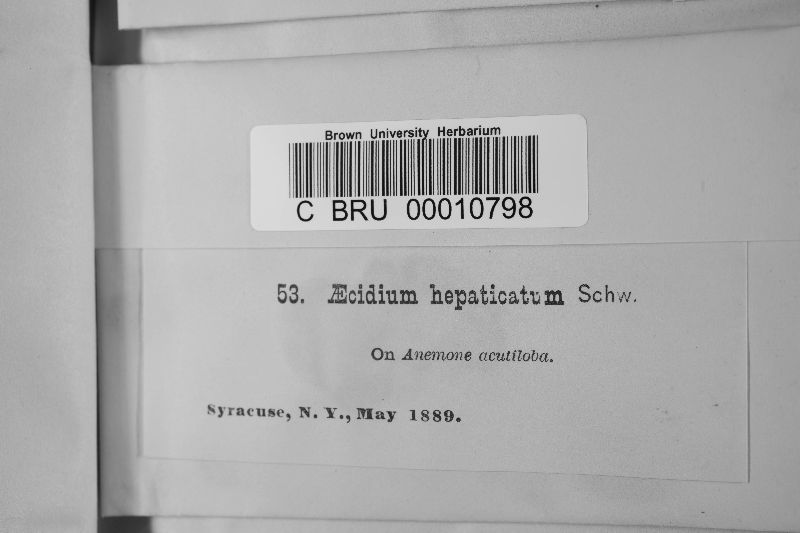 Brown University Herbarium
C BRU 00010798
53. Æcidium hepaticatum Schw.
On Anemone acutiloba.
Syracuse, N. Y., May 1889.